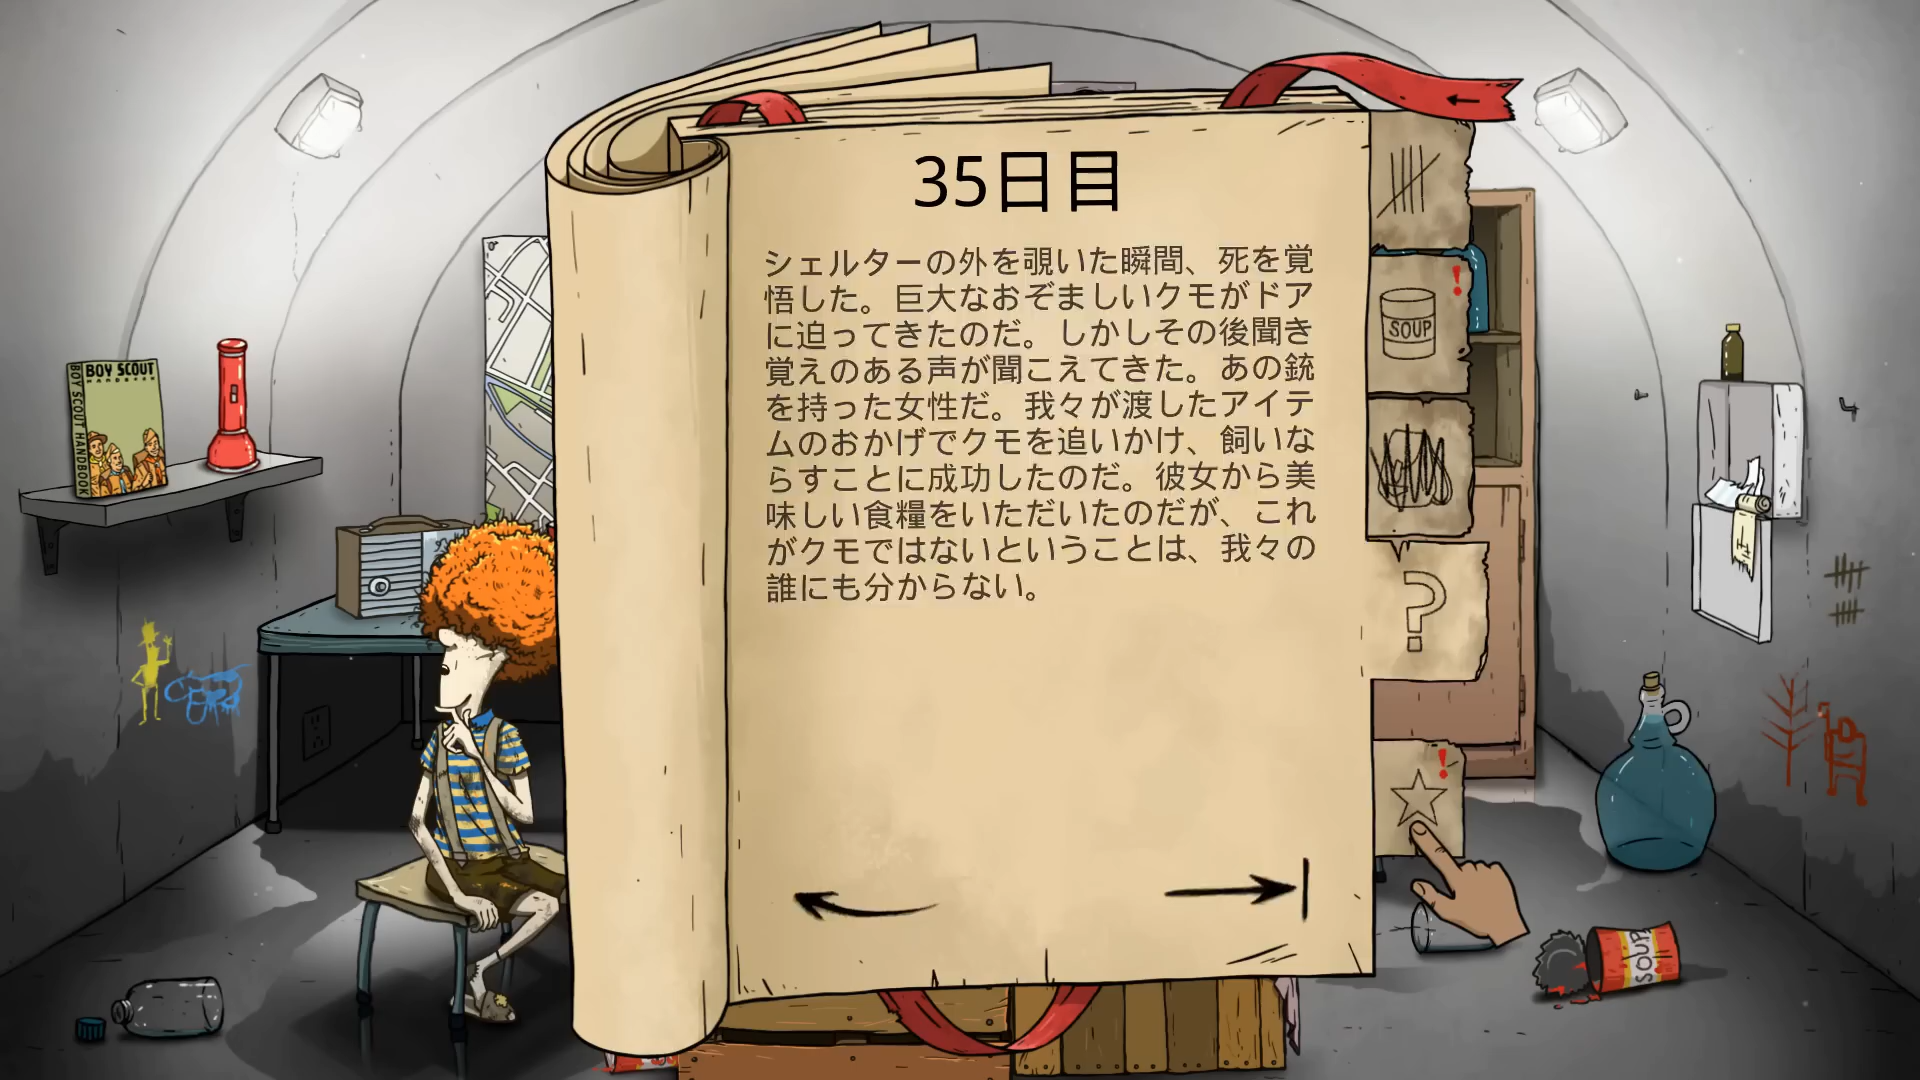 35日目
シェルターの外を覗いた瞬間、死を覚
悟した。巨大なおぞましいクモがドア
に迫ってきたのだ。しかしその後聞き
覚えのある声が聞こえてきた。あの銃
を持った女性だ。我々が渡したアイテ
ムのおかげでクモを追いかけ、飼いな
らすことに成功したのだ。彼女から美
味しい食糧をいただいたのだが、これ
がクモではないということは、我々の
誰にも分からない。
BOY SCOUT
HANDBOOK
BOY SCOUT HANDBOOK
!
SOUP
?
!
SOUP